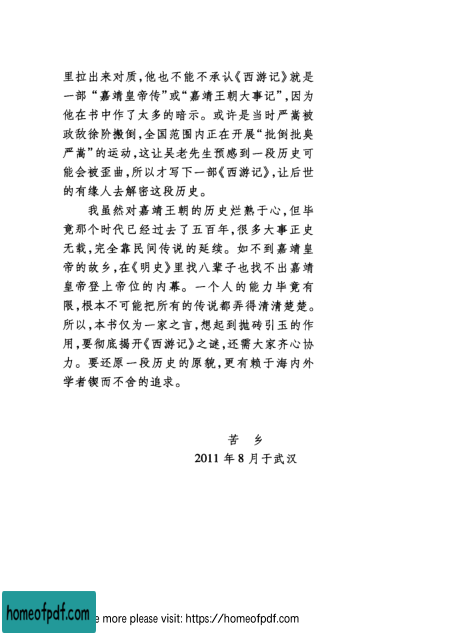 里拉出来对质，他也不能不承认《西游记》就是
一部“嘉靖皇帝传”或“嘉靖王朝大事记”，因为
他在书中作了太多的暗示。或许是当时严嵩被
政敌徐阶搬倒，全国范围内正在开展“批倒批臭
严嵩”的运动，这让吴老先生预感到一段历史可
能会被歪曲，所以才写下一部《西游记》，让后世
的有缘人去解密这段历史。
我虽然对嘉靖王朝的历史烂熟于心，但毕
竟那个时代已经过去了五百年，很多大事正史
无载，完全靠民间传说的延续。如不到嘉靖皇
帝的故乡，在《明史》里找八辈子也找不出嘉靖
皇帝登上帝位的内幕。一个人的能力毕竟有
限，根本不可能把所有的传说都弄得清清楚楚。
所以，本书仅为一家之言，想起到抛砖引玉的作
用，要彻底揭开《西游记》之谜，还需大家齐心协
力。要还原一段历史的原貌，更有赖于海内外
学者锲而不舍的追求。
苦 乡
2011 年 8 月于武汉
homeofpdf.com
e more please visit: https://homeofpdf.com